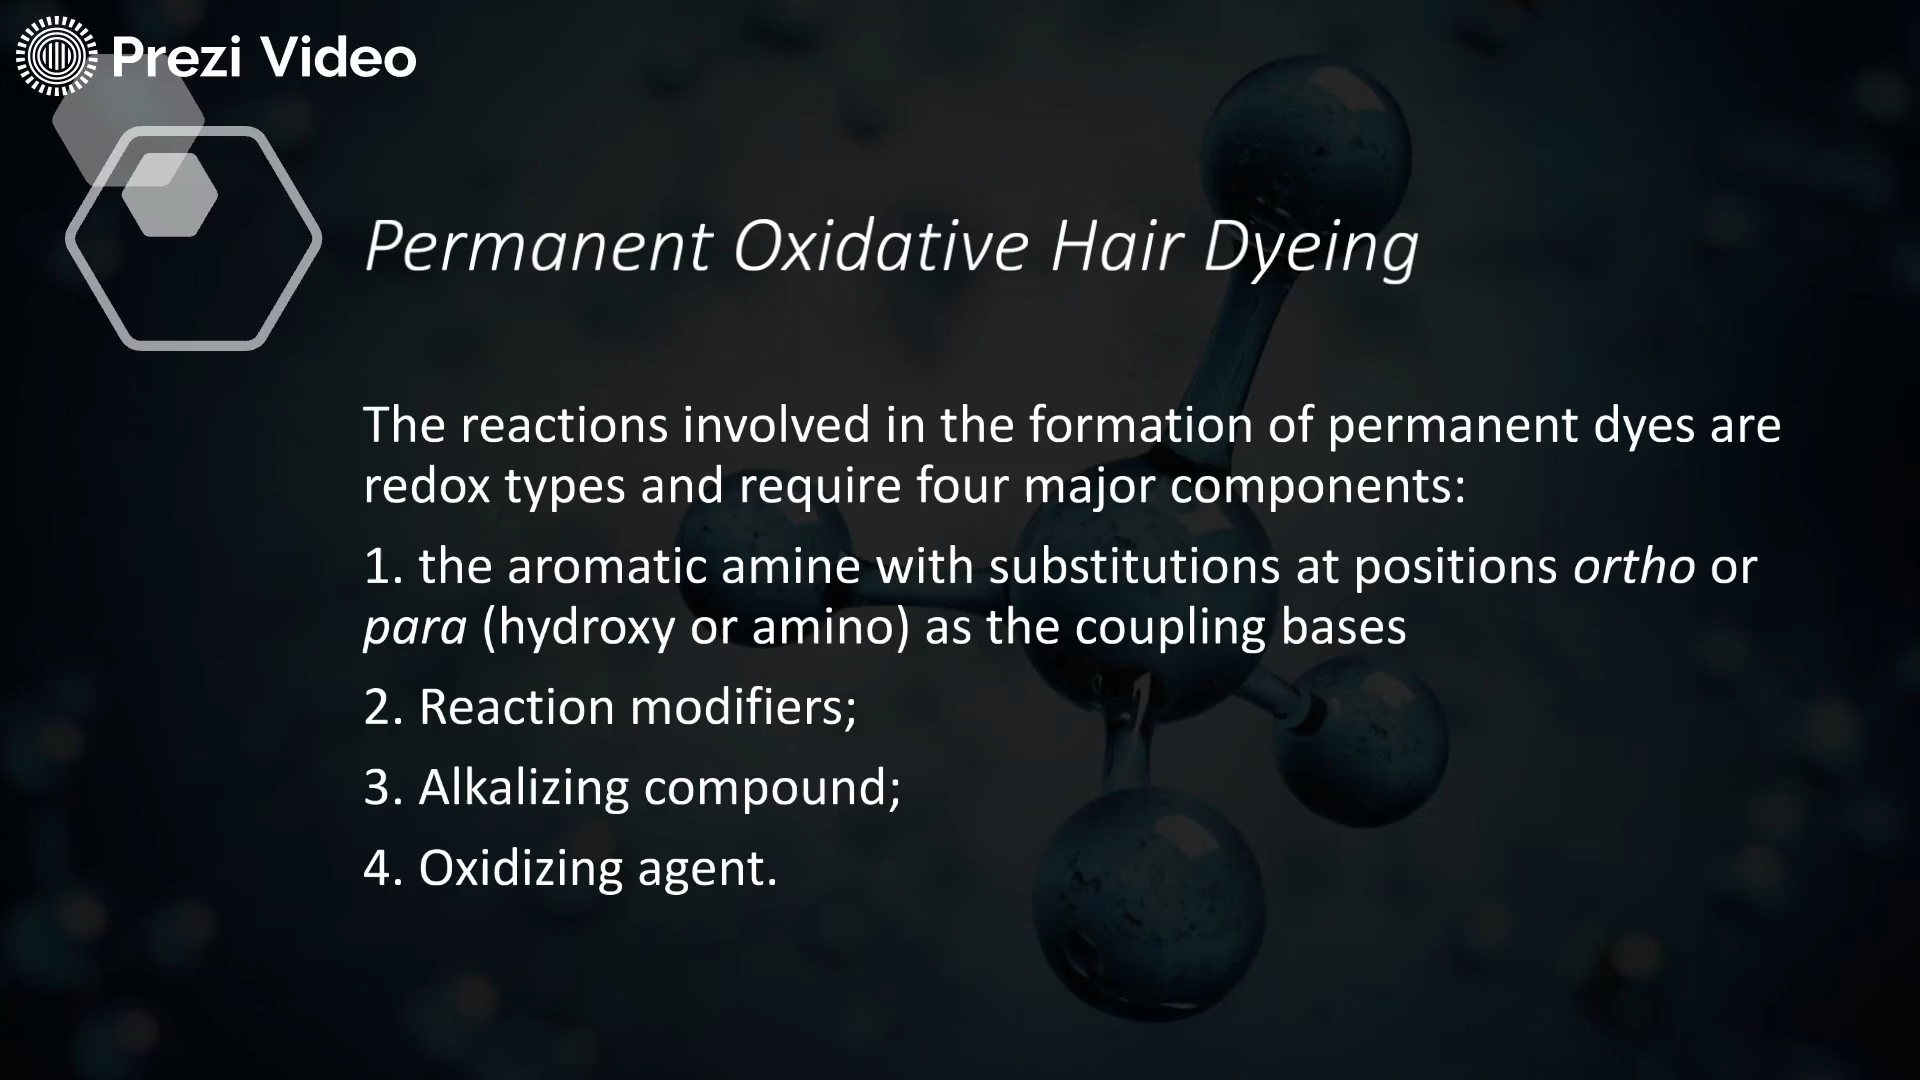 Prezi Video
Permanent Oxidative Hair Dyeing
The reactions involved in the formation of permanent dyes are
redox types and require four major components:
1. the aromatic amine with substitutions at positions ortho or
para (hydroxy or amino) as the coupling bases
2. Reaction modifiers;
3. Alkalizing compound;
4. Oxidizing agent.